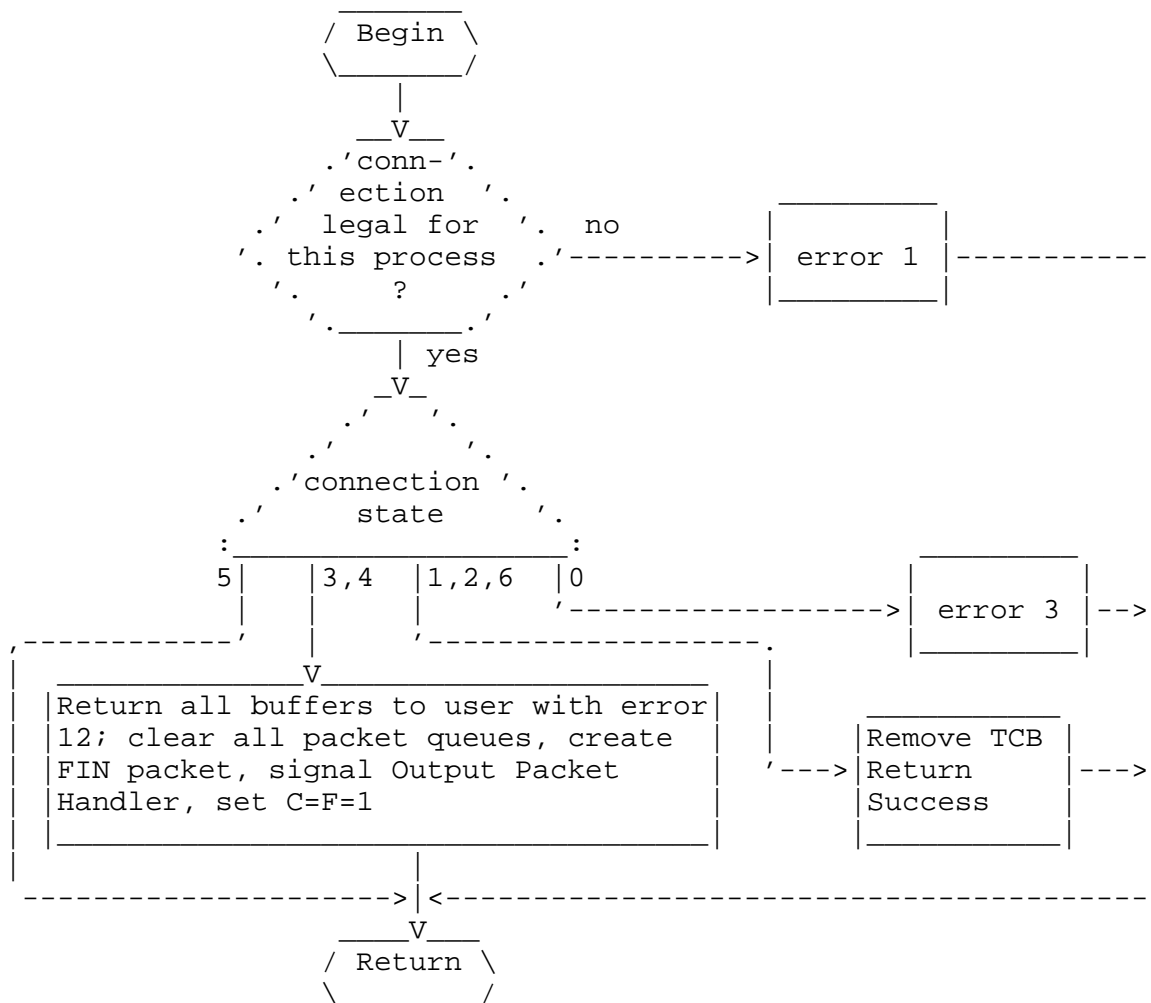 Begin
conn-
ection
legal for
no
this process
error 1
?
yes
V
connection
state
5
3,4
1,2,6
0
error 3
Return all buffers to user with error
12; clear all packet queues, create
FIN packet, signal Output Packet
Handler, set C=F=1
Remove TCB
Return
Success
Return